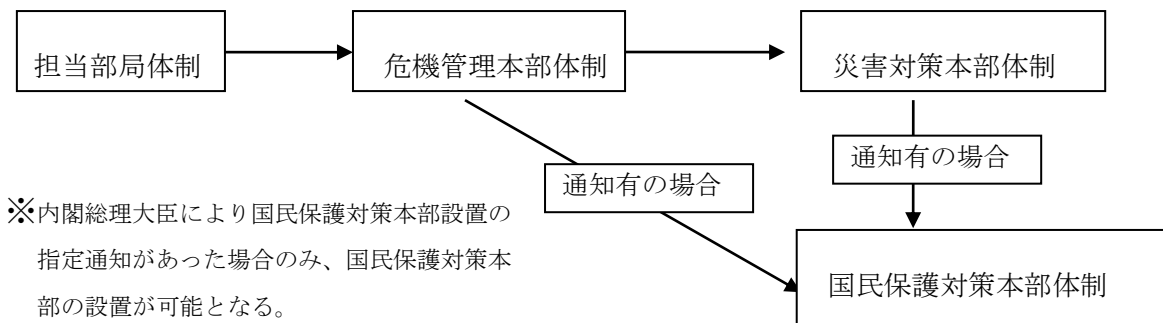 担当部局体制
危機管理本部体制
災害対策本部体制
通知有の場合
通知有の場合
※内閣総理大臣により国民保護対策本部設置の
指定通知があった場合のみ、国民保護対策本
部の設置が可能となる。
国民保護対策本部体制